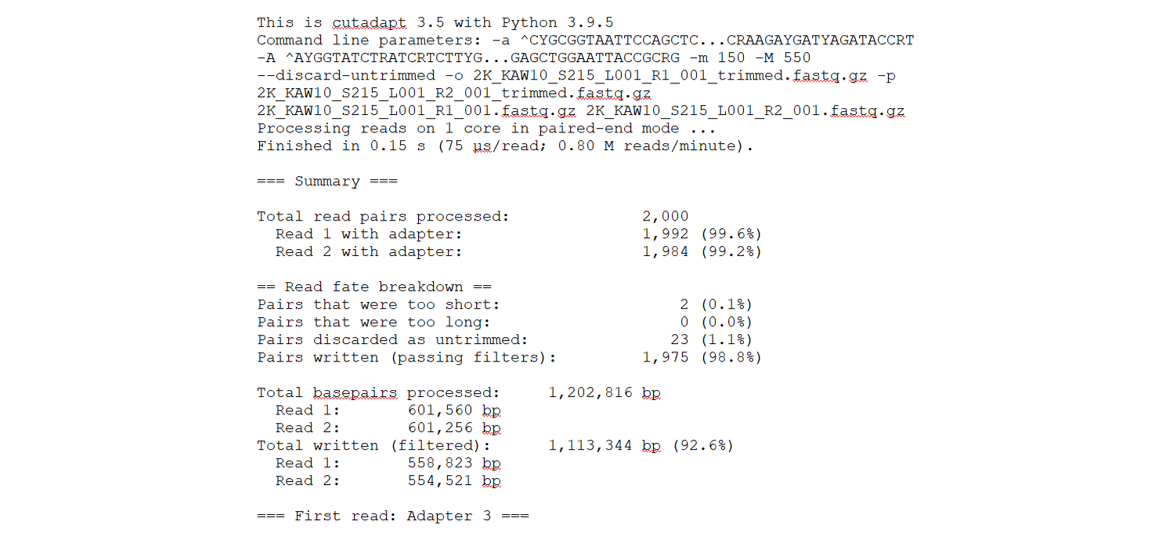 This is cutadapt 3.5 with Python 3.9.5
Command line parameters: -a ^CYGCGGTAATTCCAGCTC...CRAAGAYGATYAGATACCRT
-A ^AYGGTATCTRATCRTCTTYG...GAGCTGGAATTACCGCRG -m 150 -M 550
--discard-untrimmed -o 2K_KAW10_S215_L001_R1_001_trimmed.fastq.gz -p
2K_KAW10_S215_L001_R2_001_trimmed.fastq.gz
2K_KAW10_S215_L001_R1_001.fastq.gz 2K_KAW10_S215_L001_R2_001.fastq.gz
Processing reads on 1 core in paired-end mode ...
Finished in 0.15 s (75 µs/read; 0.80 M reads/minute).
=== Summary ===
Total read pairs processed: 2,000
Read 1 with adapter: 1,992 (99.6%)
Read 2 with adapter: 1,984 (99.2%)
== Read fate breakdown ==
Pairs that were too short: 2 (0.1%)
Pairs that were too long: 0 (0.0%)
Pairs discarded as untrimmed: 23 (1.1%)
Pairs written (passing filters): 1,975 (98.8%)
Total basepairs processed: 1,202,816 bp
Read 1: 601,560 bp
Read 2: 601,256 bp
Total written (filtered): 1,113,344 bp (92.6%)
Read 1: 558,823 bp
Read 2: 554,521 bp
=== First read: Adapter 3 ===